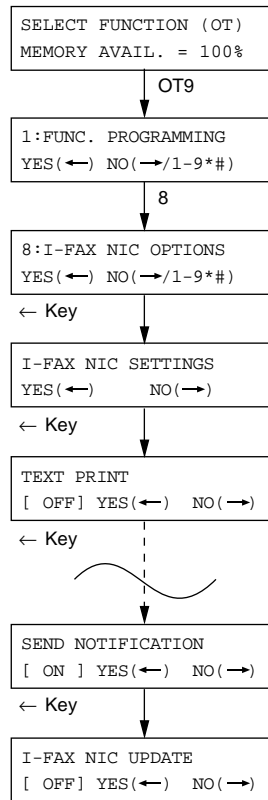 SELECT FUNCTION (OT)
MEMORY AVAIL. = 100%
OT9
1:FUNC. PROGRAMMING
YES(←) NO(→/1-9*#)
8
8:I-FAX NIC OPTIONS
YES(←) NO(→/1-9*#)
← Key
I-FAX NIC SETTINGS
YES(←) NO(→)
← Key
TEXT PRINT
[ OFF] YES(←) NO(→)
← Key
SEND NOTIFICATION
[ ON ] YES(←) NO(→)
← Key
I-FAX NIC UPDATE
[ OFF] YES(←) NO(→)